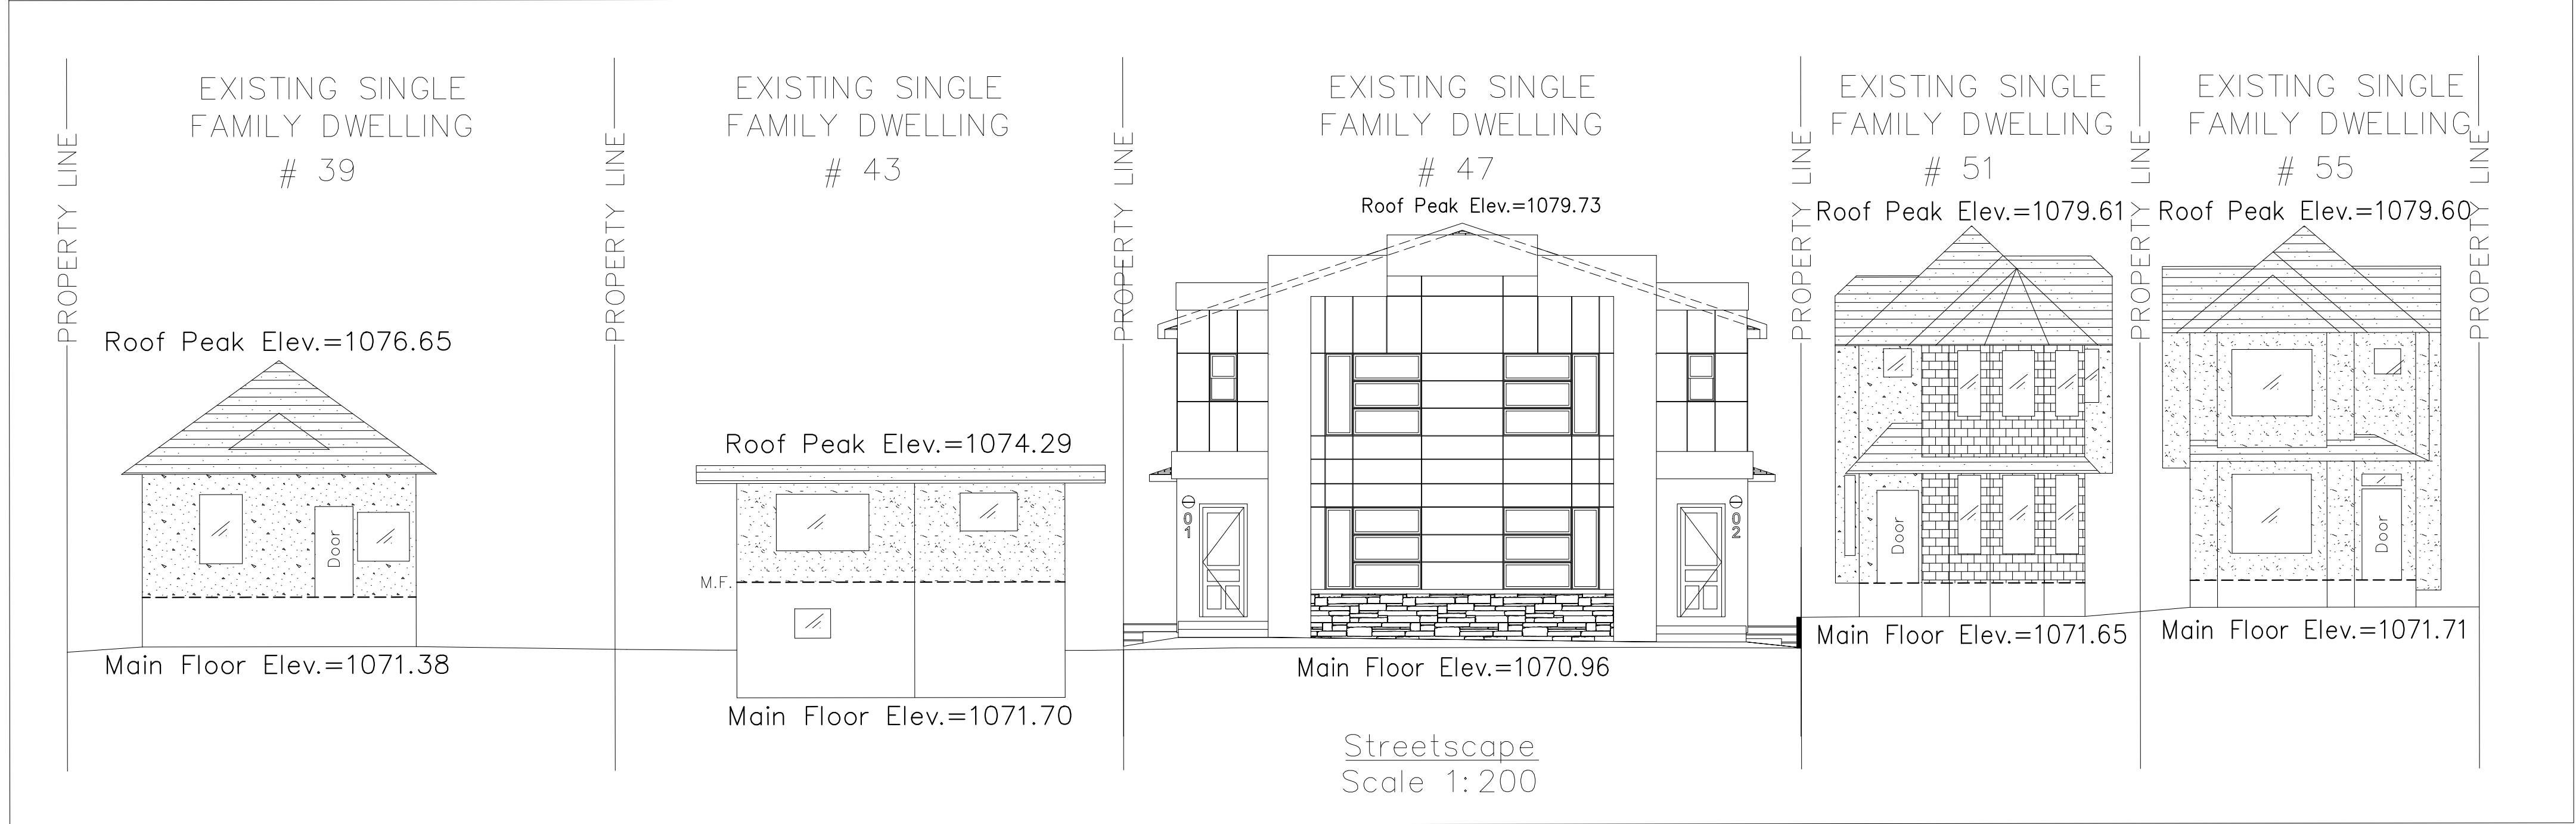 EXISTING SINGLE
FAMILY DWELLING
# 39
EXISTING SINGLE
FAMILY DWELLING
# 43
EXISTING SINGLE
FAMILY DWELLING
# 47
EXISTING SINGLE
FAMILY DWELLING
# 51
EXISTING SINGLE
FAMILY DWELLING
# 55
PROPERTY LINE
PROPERTY LINE
PROPERTY LINE
PROPERTY LINE
PROPERTY LINE
PROPERTY LINE
Roof Peak Elev.=1076.65
Roof Peak Elev.=1074.29
Roof Peak Elev.=1079.73
Roof Peak Elev.=1079.61
Roof Peak Elev.=1079.60
Door
M.F.
01
02
Door
Door
Main Floor Elev.=1071.38
Main Floor Elev.=1071.70
Main Floor Elev.=1070.96
Main Floor Elev.=1071.65
Main Floor Elev.=1071.71
Streetscape
Scale 1:200